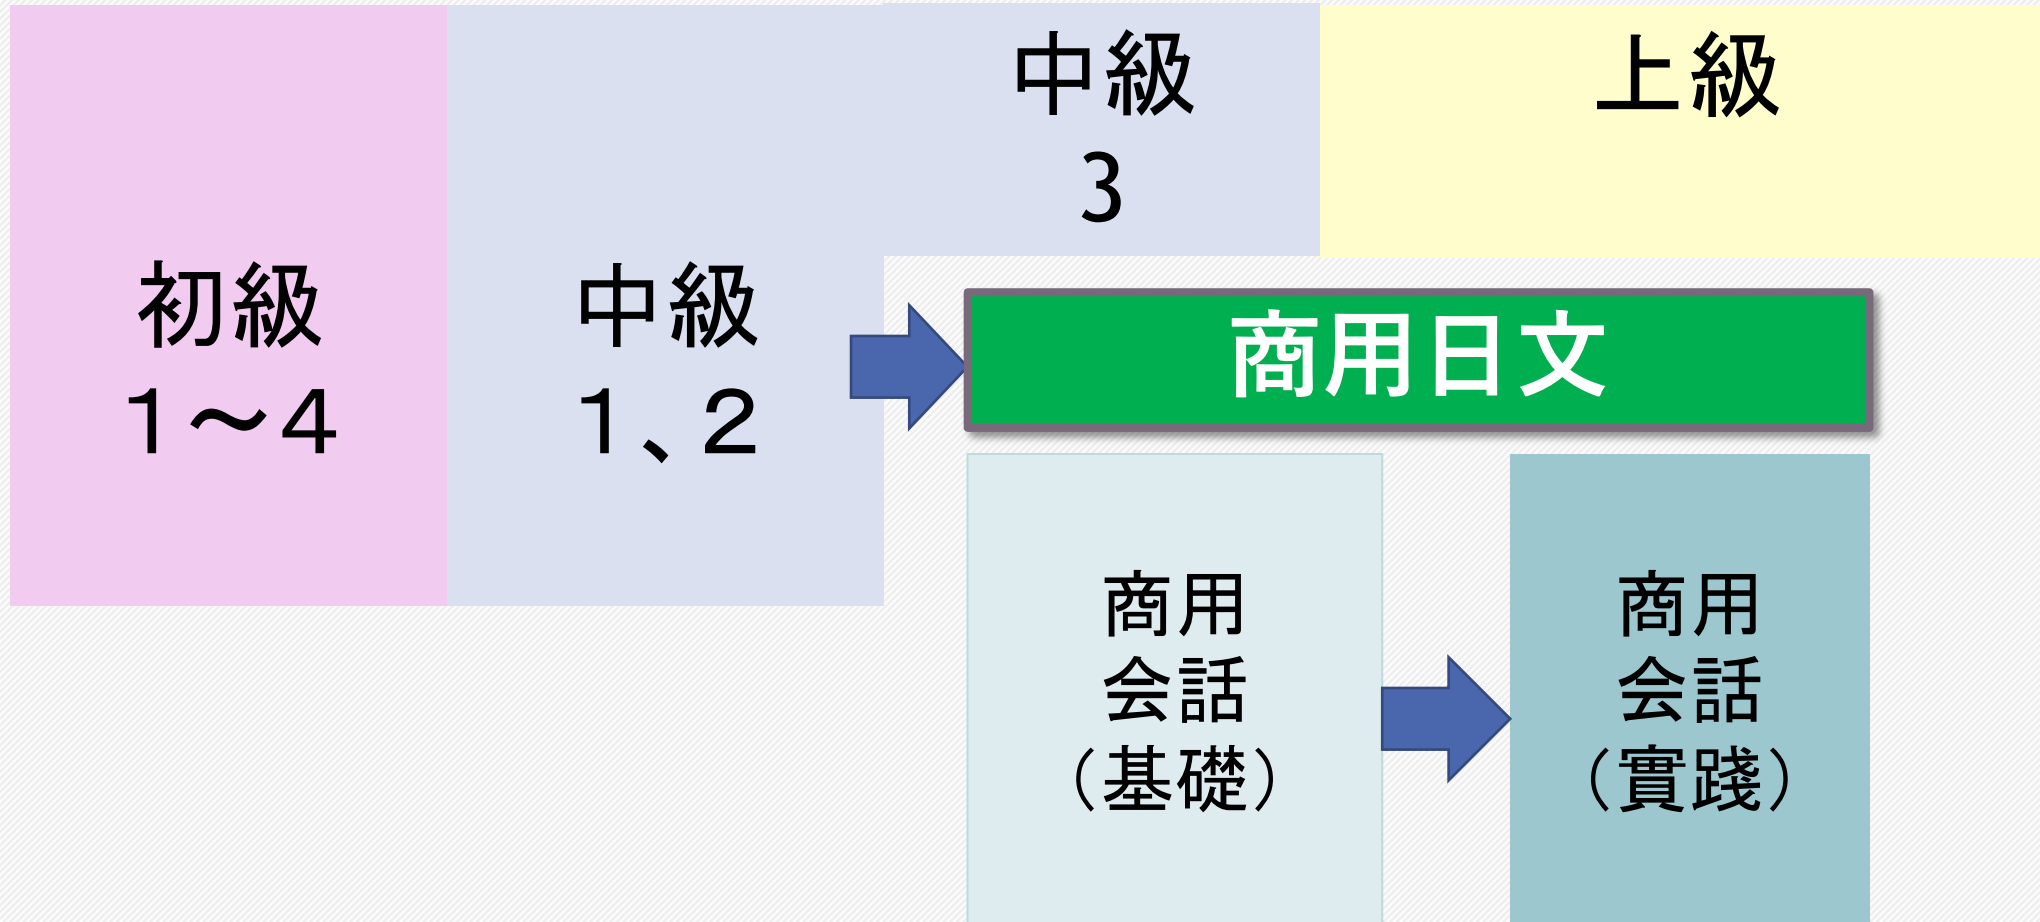 初級
１～４
中級
１、２
中級
3
上級
商用日文
商用
会話
（基礎）
商用
会話
（實踐）